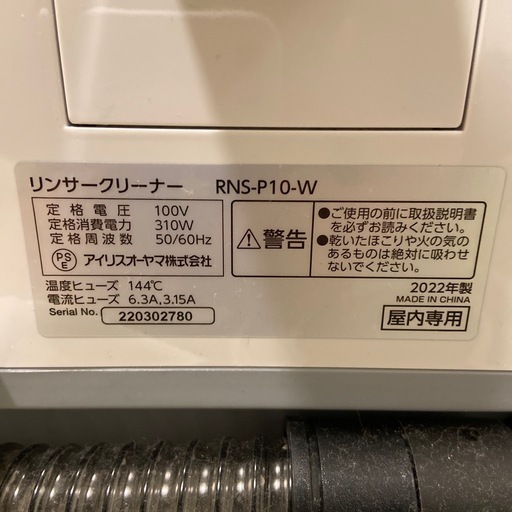 リンサークリーナー RNS-P10-W
定格電圧 100V
定格消費電力 310W
定格周波数 50/60Hz
PSE アイリスオーヤマ株式会社
温度ヒューズ 144℃
電流ヒューズ 6.3A,3.15A
Serial No. 220302780
警告
●ご使用の前に取扱説明書
を必ずお読みください。
●乾いたほこりや火の気の
あるものは絶対に吸わせ
ないでください。
2022年製
MADE IN CHINA
屋内専用